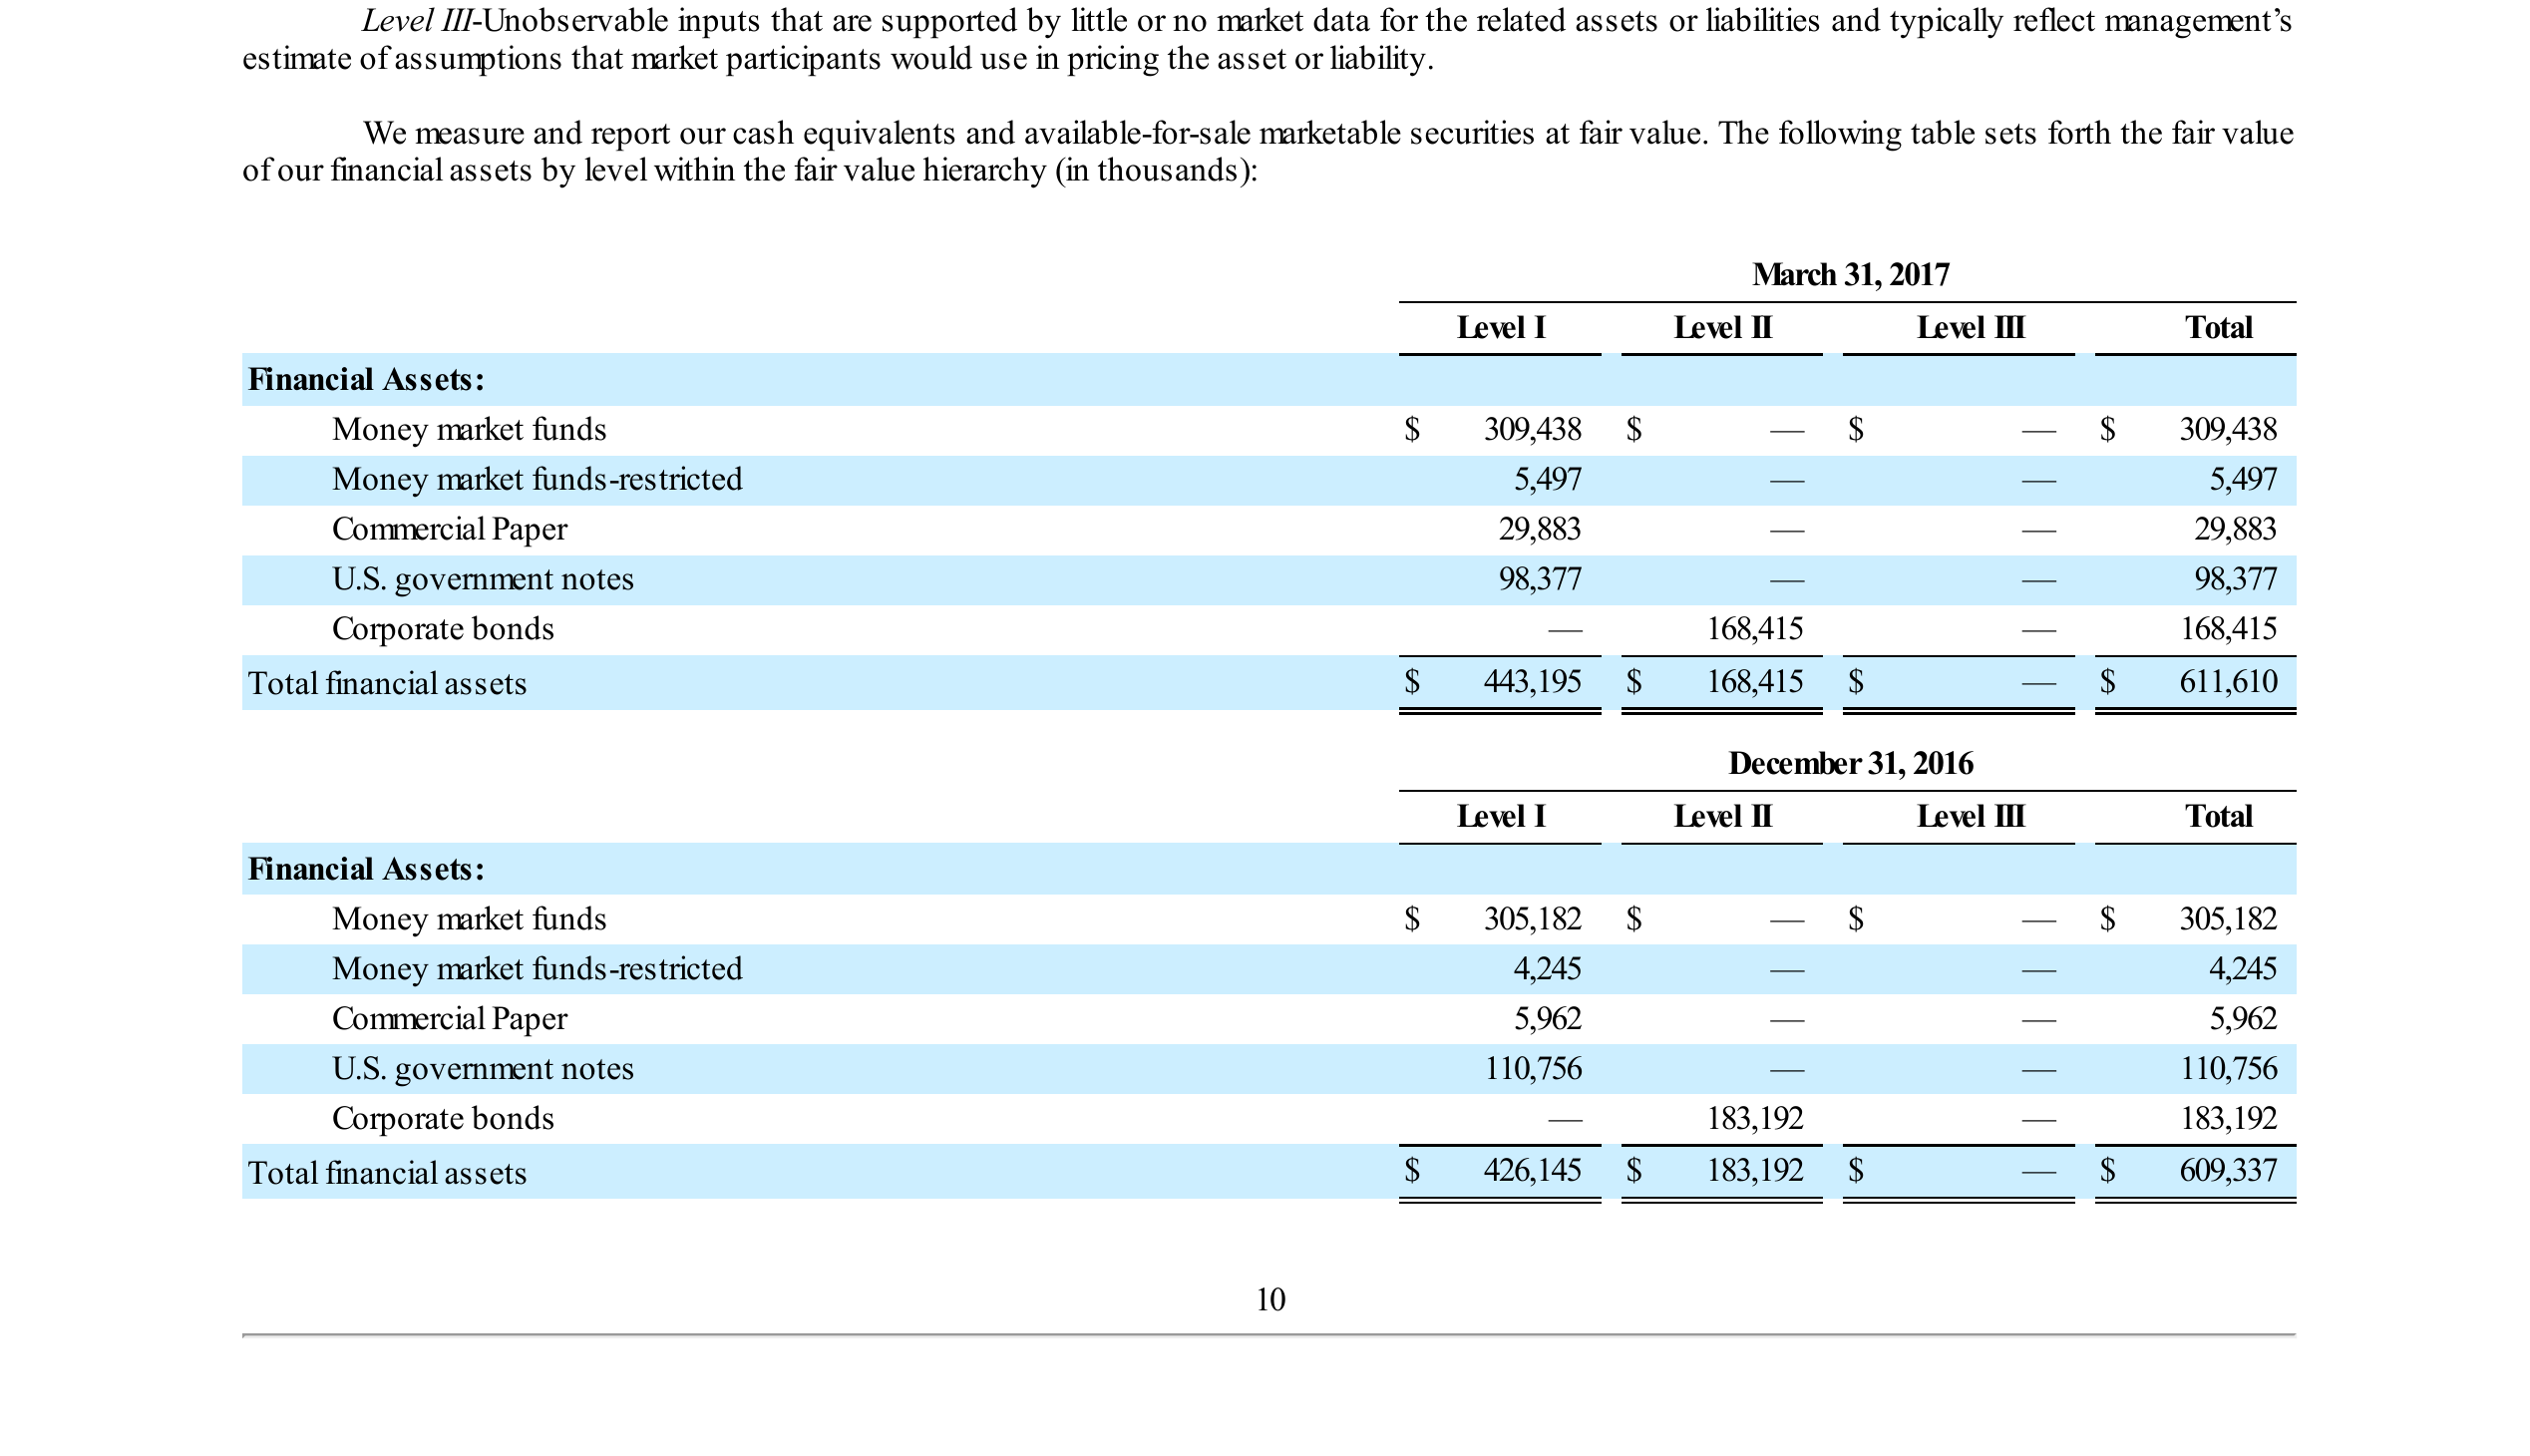 Level III-Unobservable inputs that are supported by little or no market data for the related assets or liabilities and typically reflect management’s
estimate of assumptions that market participants would use in pricing the asset or liability.
We measure and report our cash equivalents and available-for-sale marketable securities at fair value. The following table sets forth the fair value
of our financial assets by level within the fair value hierarchy (in thousands):
March 31, 2017
Level I Level II Level III Total
Financial Assets:
Money market funds $ 309,438 $ — $ — $ 309,438
Money market funds-restricted 5,497 — — 5,497
Commercial Paper 29,883 — — 29,883
U.S. government notes 98,377 — — 98,377
Corporate bonds — 168,415 — 168,415
Total financial assets $ 443,195 $ 168,415 $ — $ 611,610
December 31, 2016
Level I Level II Level III Total
Financial Assets:
Money market funds $ 305,182 $ — $ — $ 305,182
Money market funds-restricted 4,245 — — 4,245
Commercial Paper 5,962 — — 5,962
U.S. government notes 110,756 — — 110,756
Corporate bonds — 183,192 — 183,192
Total financial assets $ 426,145 $ 183,192 $ — $ 609,337
10